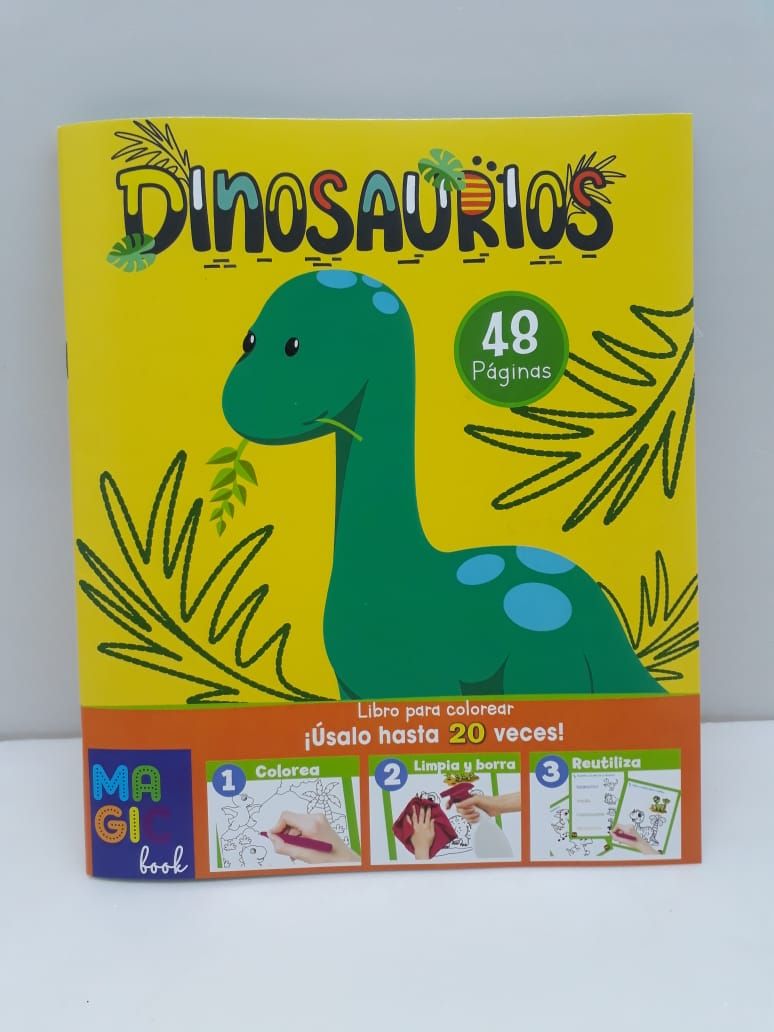 DINOSAURIOS
48
Páginas
Libro para colorear
¡Úsalo hasta 20 veces!
MA
GIC
book
1 Colorea
2 Limpia y borra
3 Reutiliza